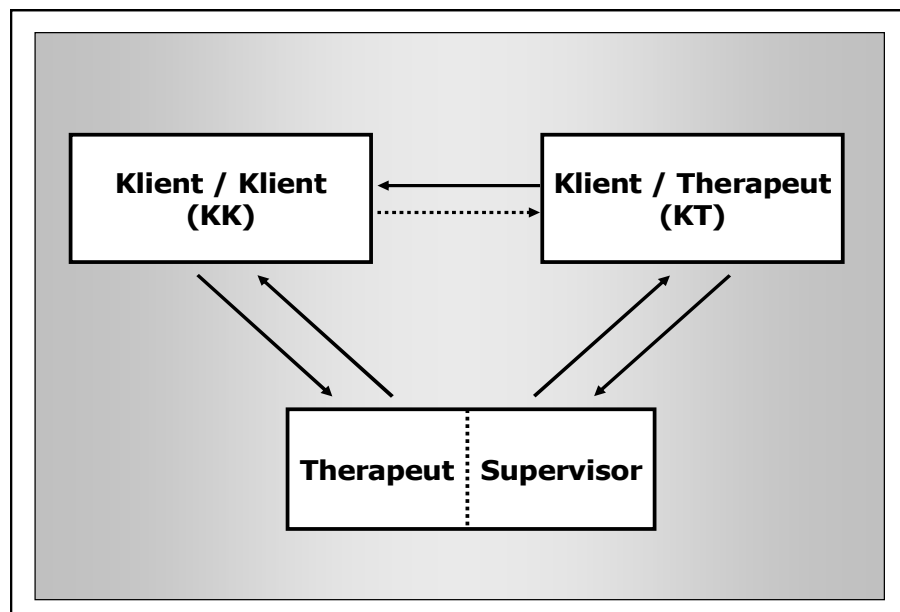 Klient / Klient
(KK)
Klient / Therapeut
(KT)
Therapeut
Supervisor